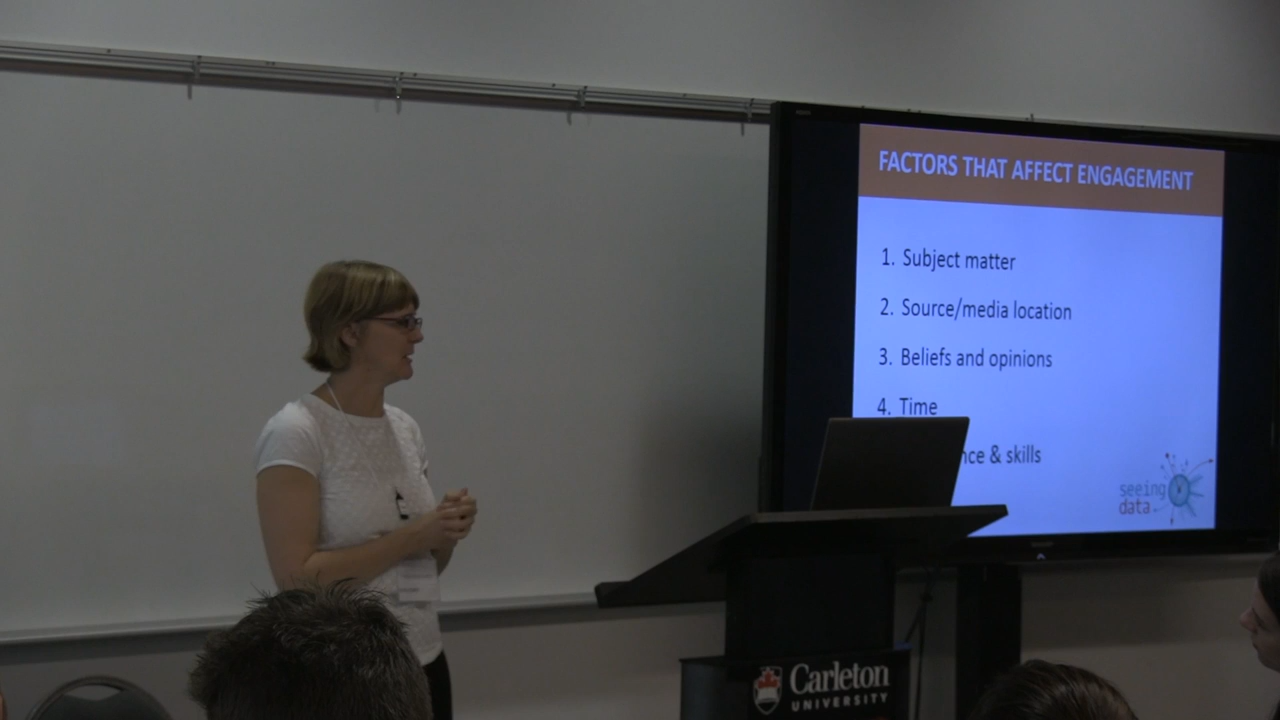 FACTORS THAT AFFECT ENGAGEMENT
1. Subject matter
2. Source/media location
3. Beliefs and opinions
4. Time
nce & skills
seeing
data
Carleton
UNIVERSITY